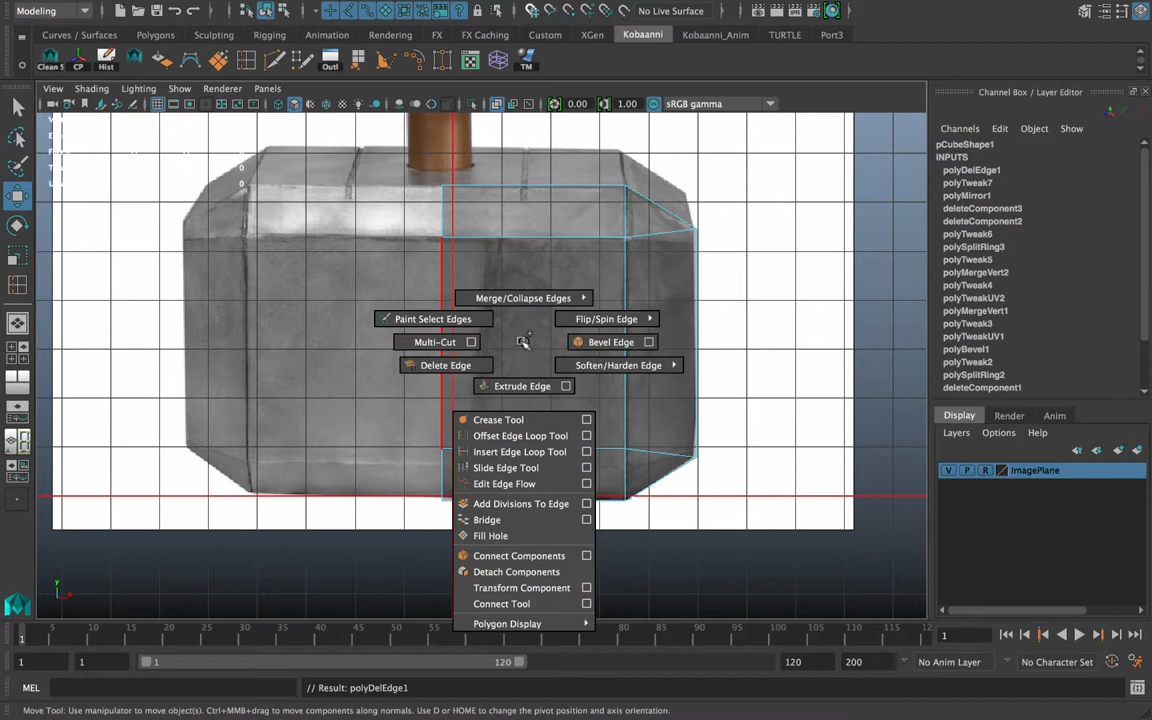 Modeling
No Live Surface
Curves / Surfaces Polygons Sculpting Rigging Animation Rendering FX FX Caching Custom XGen Kobaanni Kobaanni_Anim TURTLE Port3
Clean S CP Hist Outl TM
View Shading Lighting Show Renderer Panels
0.00 1.00 sRGB gamma
0
0
0
Merge/Collapse Edges
Paint Select Edges Flip/Spin Edge
Multi-Cut Bevel Edge
Delete Edge Soften/Harden Edge
Extrude Edge
Crease Tool
Offset Edge Loop Tool
Insert Edge Loop Tool
Slide Edge Tool
Edit Edge Flow
Add Divisions To Edge
Bridge
Fill Hole
Connect Components
Detach Components
Transform Component
Connect Tool
Polygon Display
y
Channel Box / Layer Editor
Channels Edit Object Show
pCubeShape1
INPUTS
polyDelEdge1
polyTweak7
polyMirror1
deleteComponent3
deleteComponent2
polyTweak6
polySplitRing3
polyTweak5
polyMergeVert2
polyTweak4
polyTweakUV2
polyMergeVert1
polyTweak3
polyTweakUV1
polyBevel1
polyTweak2
polySplitRing2
deleteComponent1
Display Render Anim
Layers Options Help
V P R ImagePlane
5 10 15 20 25 30 35 40 45 50 55 60 65 70 75 80 85 90 95 100 105 110 115 12
1
1
1 1 1 120 120 200 No Anim Layer No Character Set
MEL // Result: polyDelEdge1
Move Tool: Use manipulator to move object(s). Ctrl+MMB+drag to move components along normals. Use D or HOME to change the pivot position and axis orientation.